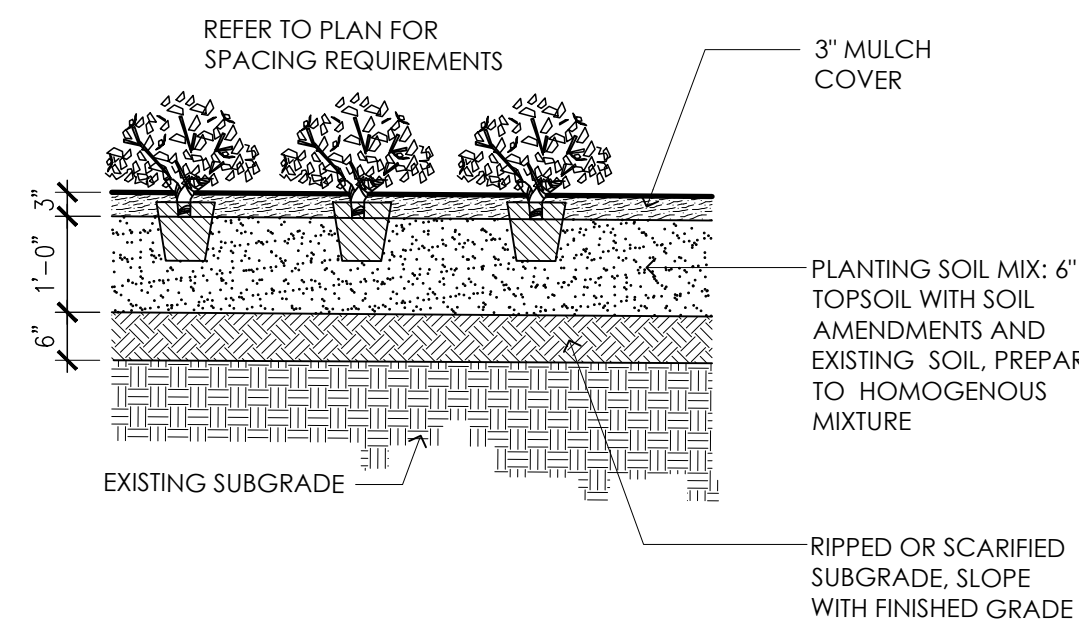 REFER TO PLAN FOR
SPACING REQUIREMENTS
3" MULCH
COVER
3"
1'-0"
6"
PLANTING SOIL MIX: 6"
TOPSOIL WITH SOIL
AMENDMENTS AND
EXISTING SOIL,
TO HOMOGENOUS
MIXTURE
EXISTING SUBGRADE
RIPPED OR SCARIFIED
SUBGRADE, SLOPE
WITH FINISHED GRADE